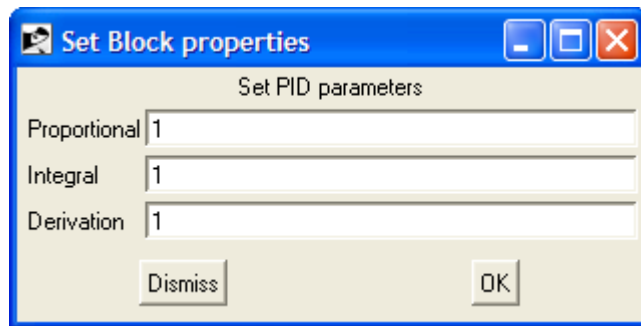 Set Block properties
Set PID parameters
Proportional 1
Integral 1
Derivation 1
Dismiss OK